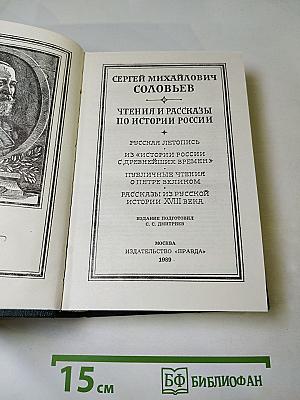 СЕРГЕЙ МИХАЙЛОВИЧ
СОЛОВЬЕВ
ЧТЕНИЯ И РАССКАЗЫ
ПО ИСТОРИИ РОССИИ
РУССКАЯ ЛЕТОПИСЬ
ИЗ «ИСТОРИИ РОССИИ
С ДРЕВНЕЙШИХ ВРЕМЕН»
ПУБЛИЧНЫЕ ЧТЕНИЯ
О ПЕТРЕ ВЕЛИКОМ
РАССКАЗЫ ИЗ РУССКОЙ
ИСТОРИИ XVIII ВЕКА
ИЗДАНИЕ ПОДГОТОВИЛ
С. С. ДМИТРИЕВ
МОСКВА
ИЗДАТЕЛЬСТВО «ПРАВДА»
1989
15 см
БФ БИБЛИОФАН